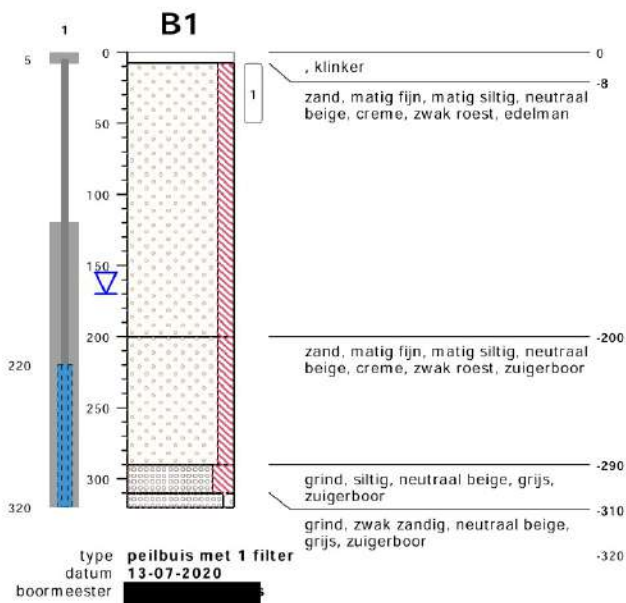 1
B1
5
0
50
100
150
200
250
300
220
320
1
0
, klinker
-8
zand, matig fijn, matig siltig, neutraal
beige, creme, zwak roest, edelman
-200
zand, matig fijn, matig siltig, neutraal
beige, creme, zwak roest, zuigerboor
-290
grind, siltig, neutraal beige, grijs,
zuigerboor
-310
grind, zwak zandig, neutraal beige,
grijs, zuigerboor
-320
type peilbuis met 1 filter
datum 13-07-2020
boormeester